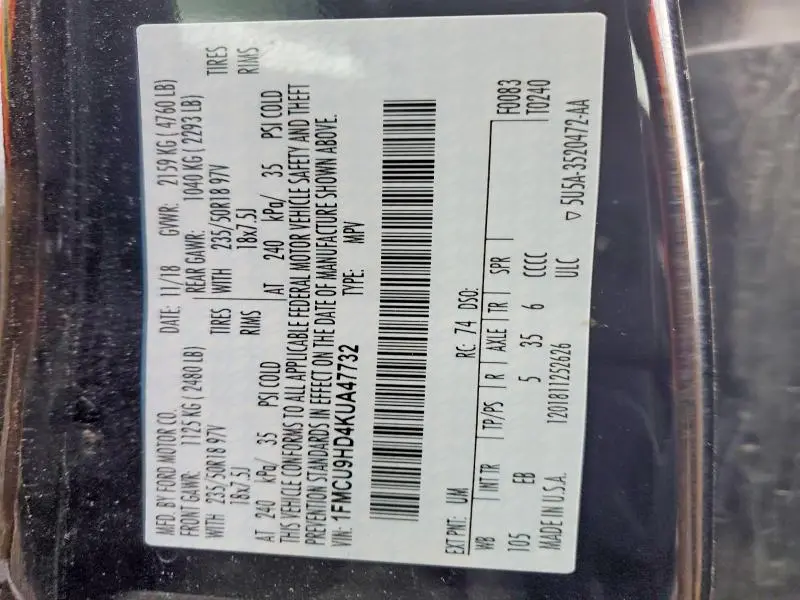 MFD. BY FORD MOTOR CO.
DATE: 11/18 GVWR: 2159 KG ( 4760 LB)
FRONT GAWR: 1125 KG ( 2480 LB)
REAR GAWR: 1040 KG ( 2293 LB)
WITH 235/50R18 97V TIRES
WITH 235/50R18 97V TIRES
18x7.5J RIMS
18x7.5J RIMS
AT 240 kPa/ 35 PSI COLD
AT 240 kPa/ 35 PSI COLD
THIS VEHICLE CONFORMS TO ALL APPLICABLE FEDERAL MOTOR VEHICLE SAFETY AND THEFT
PREVENTION STANDARDS IN EFFECT ON THE DATE OF MANUFACTURE SHOWN ABOVE.
VIN: 1FMCU9HD4KUA47732 TYPE: MPV
EXT PNT: UM RC: 74 DSO:
WB INT TR TP/PS R AXLE TR SPR F0083
105 EB 5 35 6 CCCC T0240
MADE IN U.S.A. 1201811252626 ULC ▽ 5U5A-3520472-AA